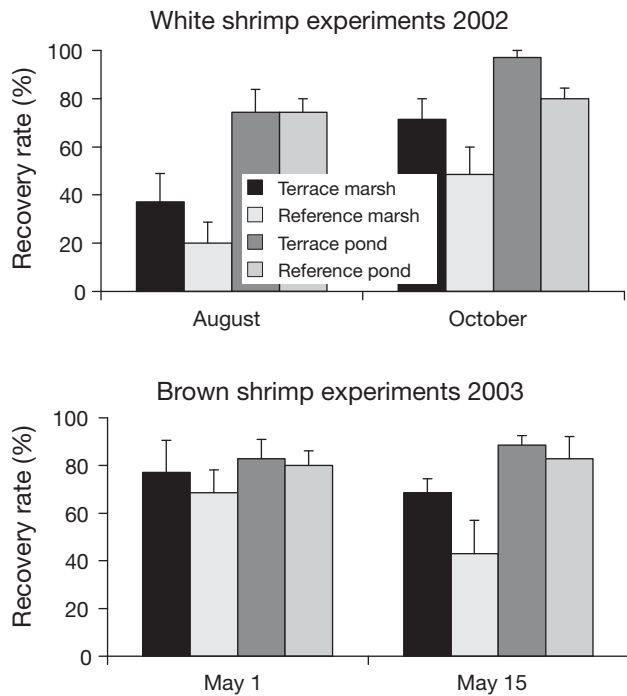 White shrimp experiments 2002
Recovery rate (%)
100
80
60
40
20
0
Terrace marsh
Reference marsh
Terrace pond
Reference pond
August
October
Brown shrimp experiments 2003
Recovery rate (%)
100
80
60
40
20
0
May 1
May 15